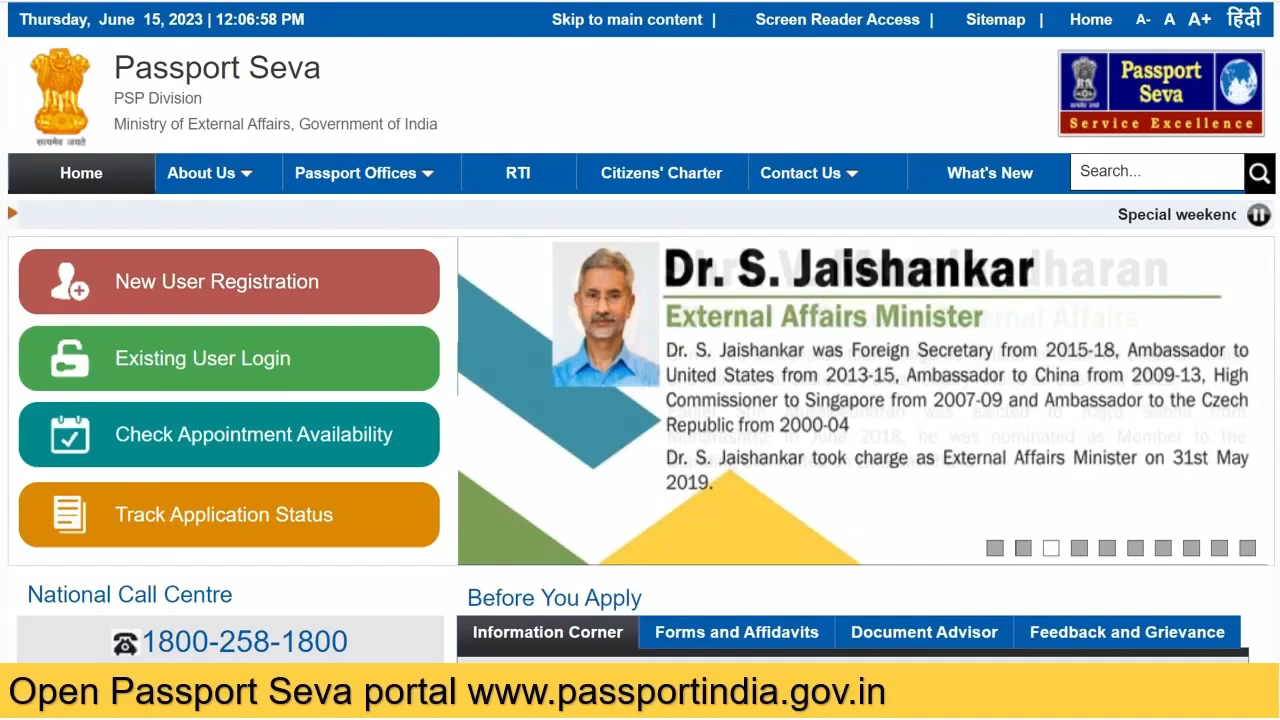 Thursday, June 15, 2023 | 12:06:58 PM
Skip to main content |
Screen Reader Access |
Sitemap |
Home
A- A A+ हिंदी
Passport Seva
PSP Division
Ministry of External Affairs, Government of India
सत्यमेव जयते
Passport
Seva
Service Excellence
Home
About Us
Passport Offices
RTI
Citizens' Charter
Contact Us
What's New
Search...
Special weekend
New User Registration
Existing User Login
Check Appointment Availability
Track Application Status
Dr. S. Jaishankar
External Affairs Minister
Dr. S. Jaishankar was Foreign Secretary from 2015-18, Ambassador to
United States from 2013-15, Ambassador to China from 2009-13, High
Commissioner to Singapore from 2007-09 and Ambassador to the Czech
Republic from 2000-04
Dr. S. Jaishankar took charge as External Affairs Minister on 31st May
2019.
National Call Centre
1800-258-1800
Before You Apply
Information Corner
Forms and Affidavits
Document Advisor
Feedback and Grievance
Open Passport Seva portal www.passportindia.gov.in